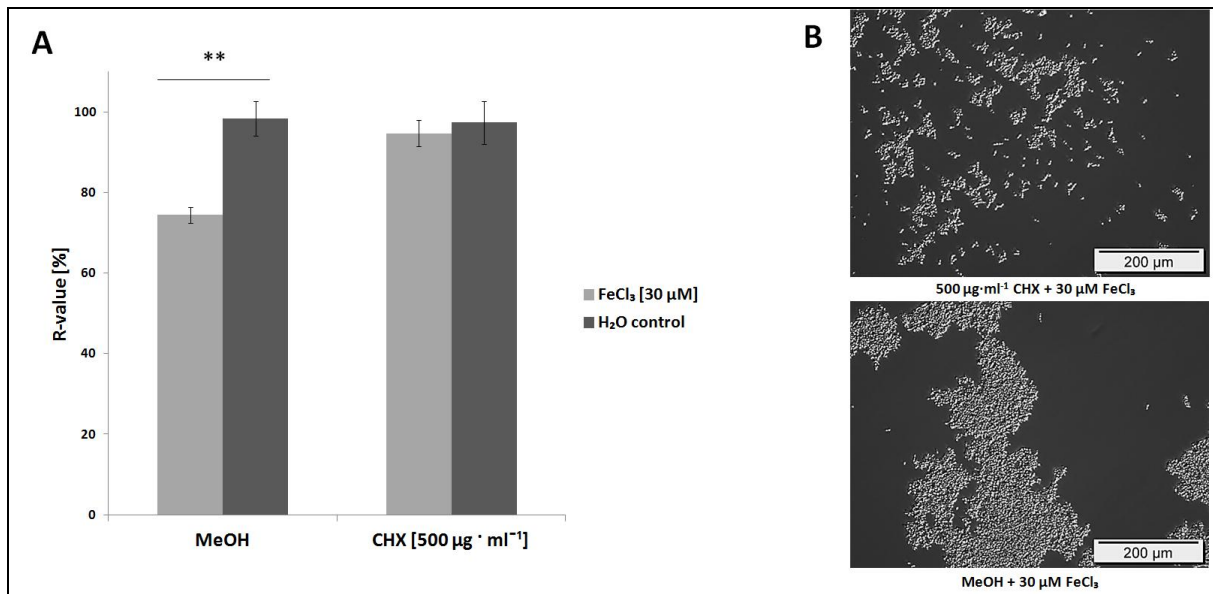 A
**
100
80
60
40
20
0
R-value [%]
MeOH
CHX [500 µg · ml⁻¹]
FeCl₃ [30 µM]
H₂O control
B
200 µm
500 µg·ml⁻¹ CHX + 30 µM FeCl₃
200 µm
MeOH + 30 µM FeCl₃